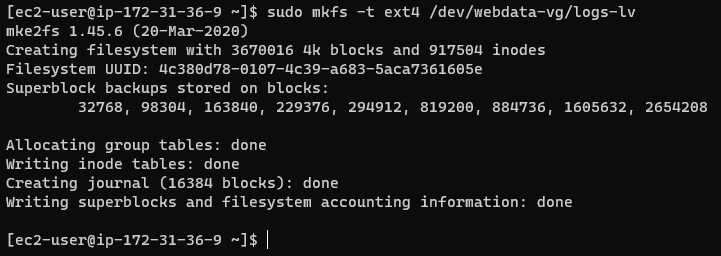 [ec2-user@ip-172-31-36-9 ~]$ sudo mkfs -t ext4 /dev/webdata-vg/logs-lv
mke2fs 1.45.6 (20-Mar-2020)
Creating filesystem with 3670016 4k blocks and 917504 inodes
Filesystem UUID: 4c380d78-0107-4c39-a683-5aca7361605e
Superblock backups stored on blocks:
        32768, 98304, 163840, 229376, 294912, 819200, 884736, 1605632, 2654208

Allocating group tables: done
Writing inode tables: done
Creating journal (16384 blocks): done
Writing superblocks and filesystem accounting information: done

[ec2-user@ip-172-31-36-9 ~]$